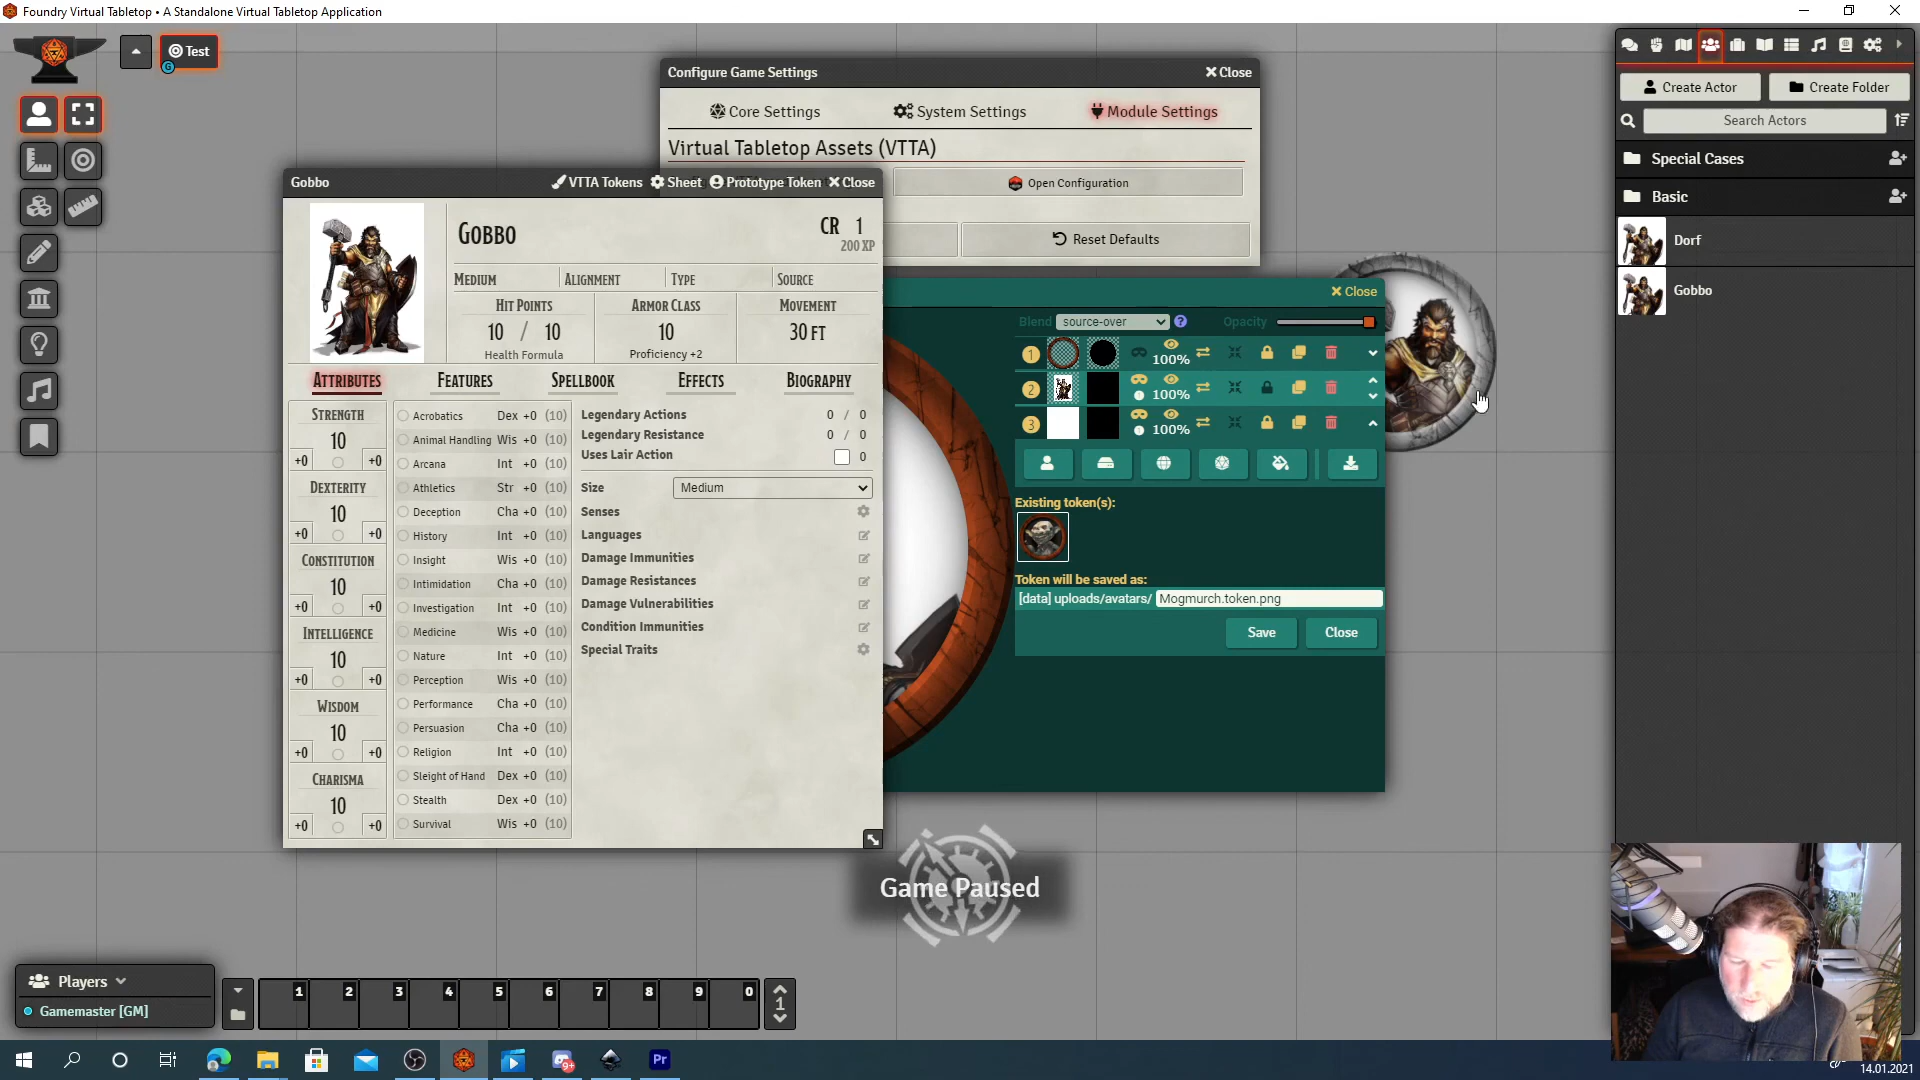 Foundry Virtual Tabletop • A Standalone Virtual Tabletop Application
Test
G
Configure Game Settings
Close
Core Settings
System Settings
Module Settings
Virtual Tabletop Assets (VTTA)
Open Configuration
Reset Defaults
Gobbo
VTTA Tokens
Sheet
Prototype Token
Close
Gobbo
CR 1
200 XP
Medium
Alignment
Type
Source
Hit Points
10 / 10
Health Formula
Armor Class
10
Proficiency +2
Movement
30 FT
Attributes
Features
Spellbook
Effects
Biography
Strength
10
+0 +0
Dexterity
10
+0 +0
Constitution
10
+0 +0
Intelligence
10
+0 +0
Wisdom
10
+0 +0
Charisma
10
+0 +0
Acrobatics Dex +0 (10)
Animal Handling Wis +0 (10)
Arcana Int +0 (10)
Athletics Str +0 (10)
Deception Cha +0 (10)
History Int +0 (10)
Insight Wis +0 (10)
Intimidation Cha +0 (10)
Investigation Int +0 (10)
Medicine Wis +0 (10)
Nature Int +0 (10)
Perception Wis +0 (10)
Performance Cha +0 (10)
Persuasion Cha +0 (10)
Religion Int +0 (10)
Sleight of Hand Dex +0 (10)
Stealth Dex +0 (10)
Survival Wis +0 (10)
Legendary Actions 0 / 0
Legendary Resistance 0 / 0
Uses Lair Action 0
Size Medium
Senses
Languages
Damage Immunities
Damage Resistances
Damage Vulnerabilities
Condition Immunities
Special Traits
Close
Blend source-over Opacity
1 100%
2 100%
3 100%
Existing token(s):
Token will be saved as:
[data] uploads/avatars/ Mogmurch.token.png
Save
Close
Create Actor
Create Folder
Search Actors
Special Cases
Basic
Dorf
Gobbo
Game Paused
Players
Gamemaster [GM]
1 2 3 4 5 6 7 8 9 0
1
9+
Pr
14.01.2021